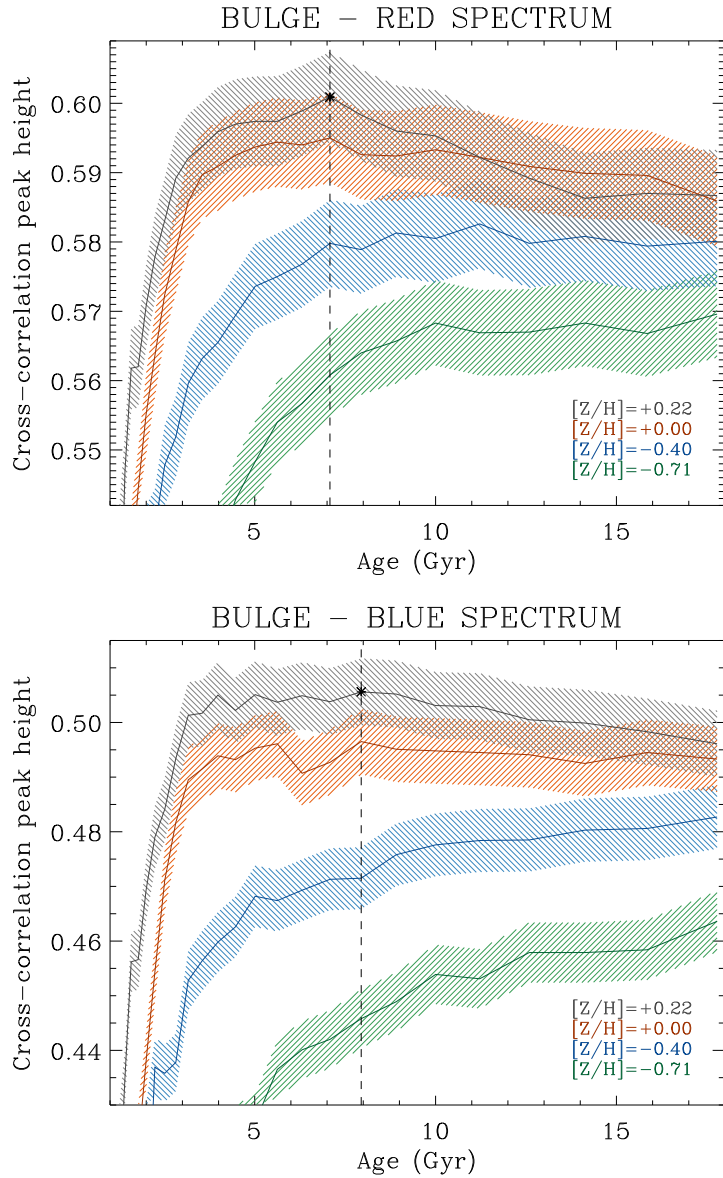 BULGE − RED SPECTRUM
Cross−correlation peak height
0.60
0.59
0.58
0.57
0.56
0.55
[Z/H]=+0.22
[Z/H]=+0.00
[Z/H]=−0.40
[Z/H]=−0.71
5 10 15
Age (Gyr)
BULGE − BLUE SPECTRUM
Cross−correlation peak height
0.50
0.48
0.46
0.44
[Z/H]=+0.22
[Z/H]=+0.00
[Z/H]=−0.40
[Z/H]=−0.71
5 10 15
Age (Gyr)